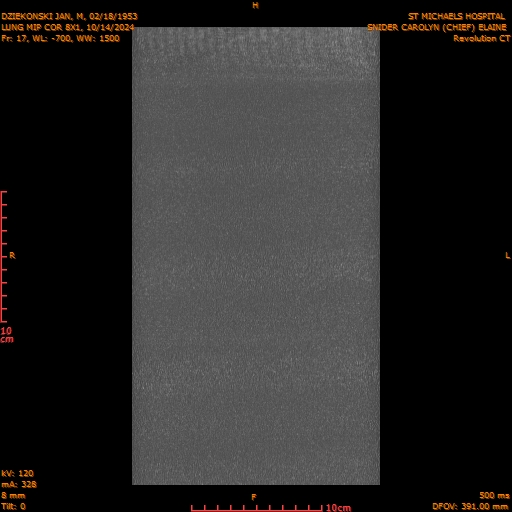 H
DZIEKONSKI JAN, M, 02/18/1953
LUNG MIP COR 8X1, 10/14/2024
Fr: 17, WL: -700, WW: 1500
ST MICHAELS HOSPITAL
SNIDER CAROLYN (CHIEF) ELAINE
Revolution CT
R
L
10
cm
kV: 120
mA: 328
8 mm
Tilt: 0
F
10cm
500 ms
DFOV: 391.00 mm